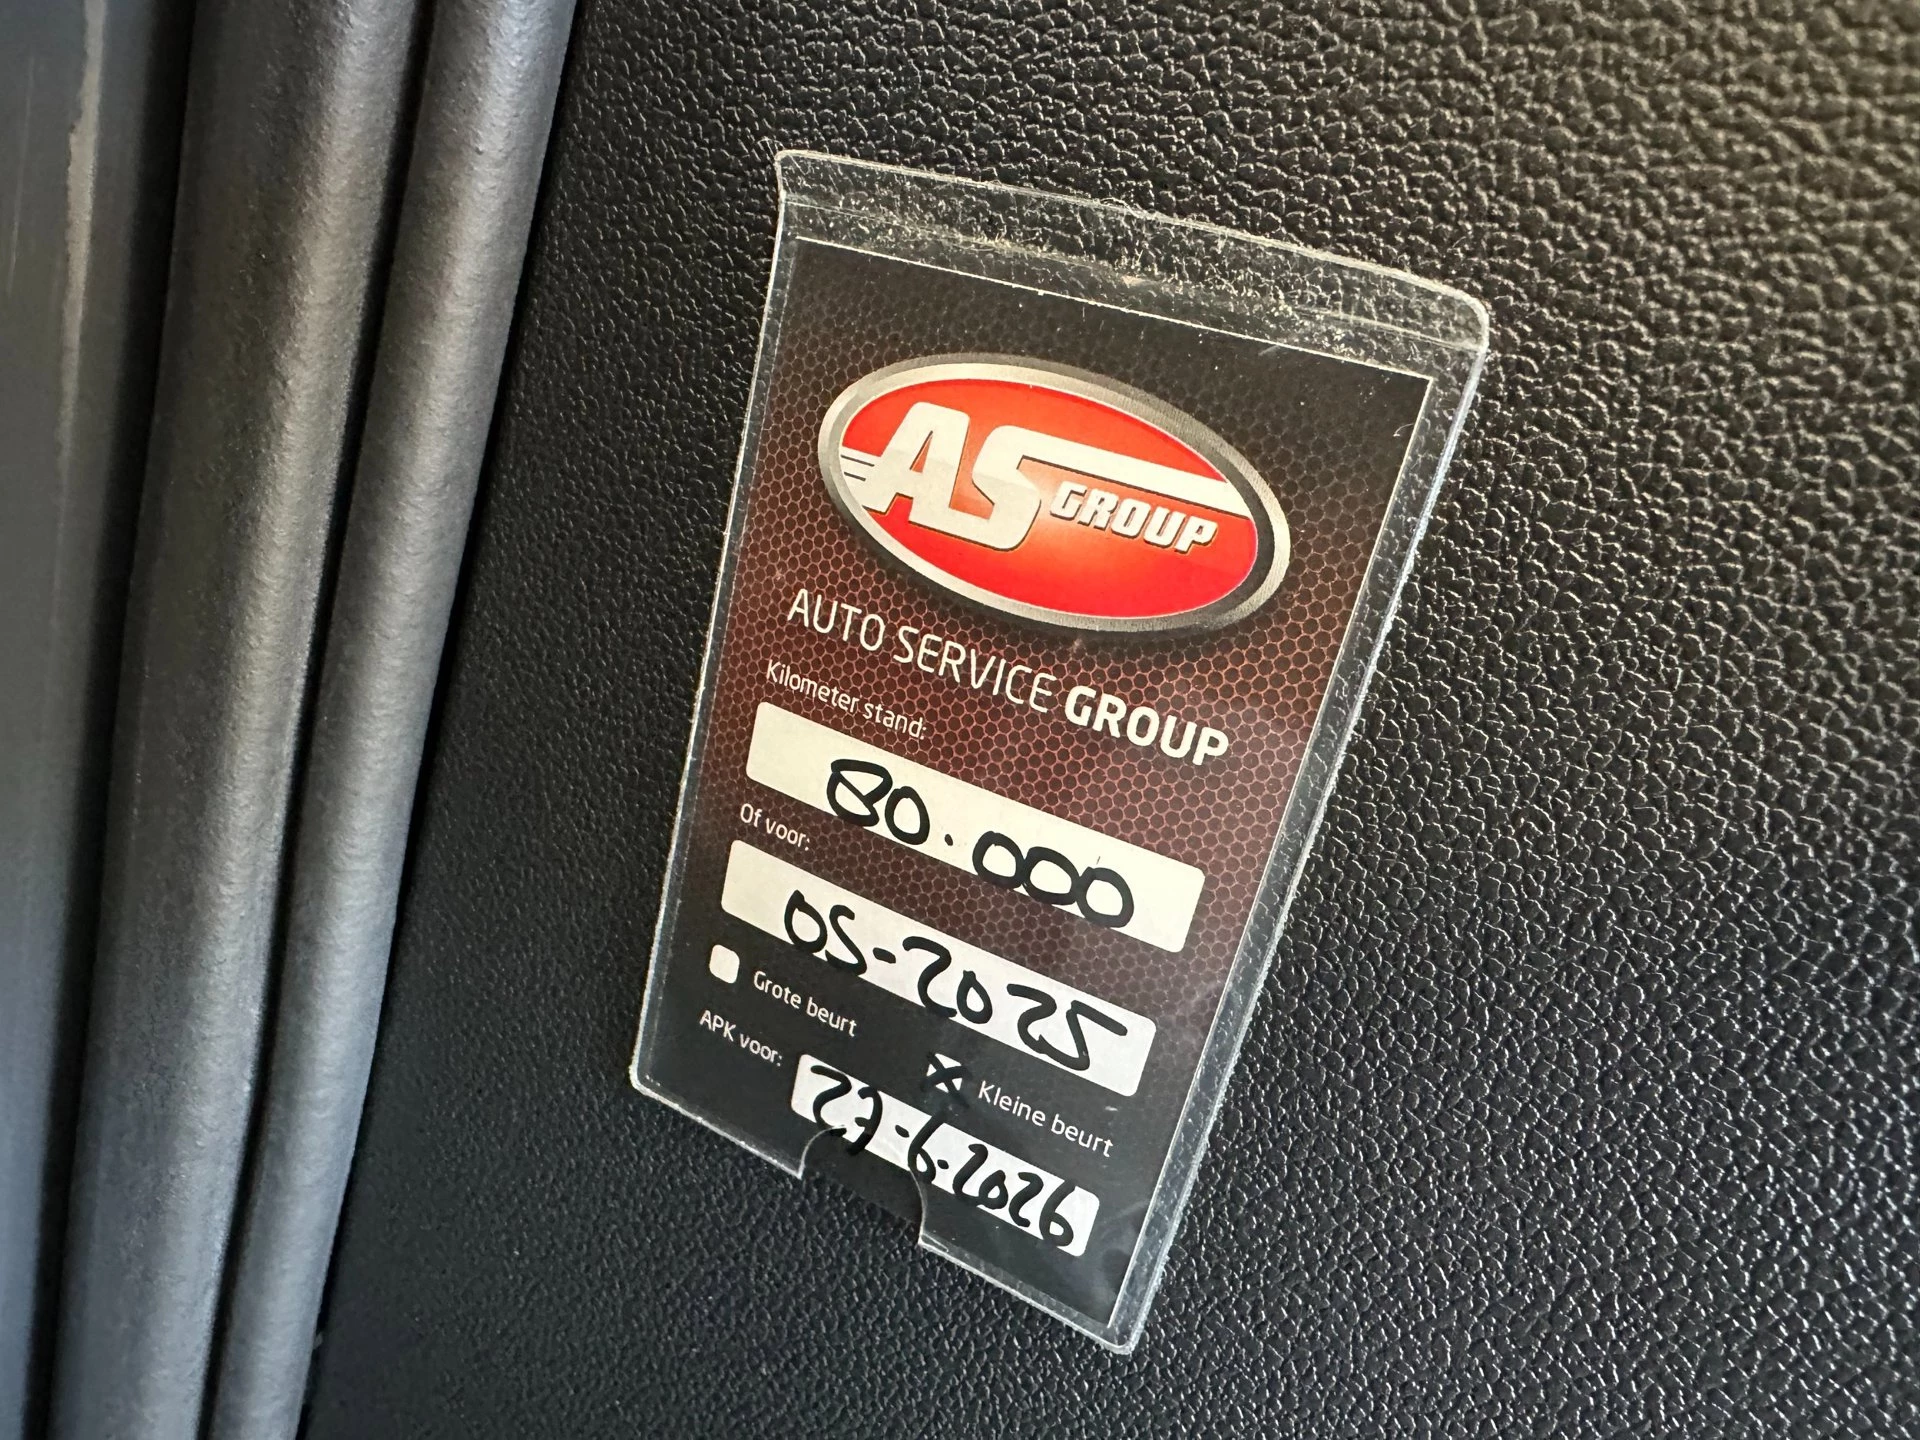 AS GROUP
AUTO SERVICE GROUP
Kilometer stand:
80.000
Of voor:
05-2025
Grote beurt
Kleine beurt
APK voor:
27-6-2026